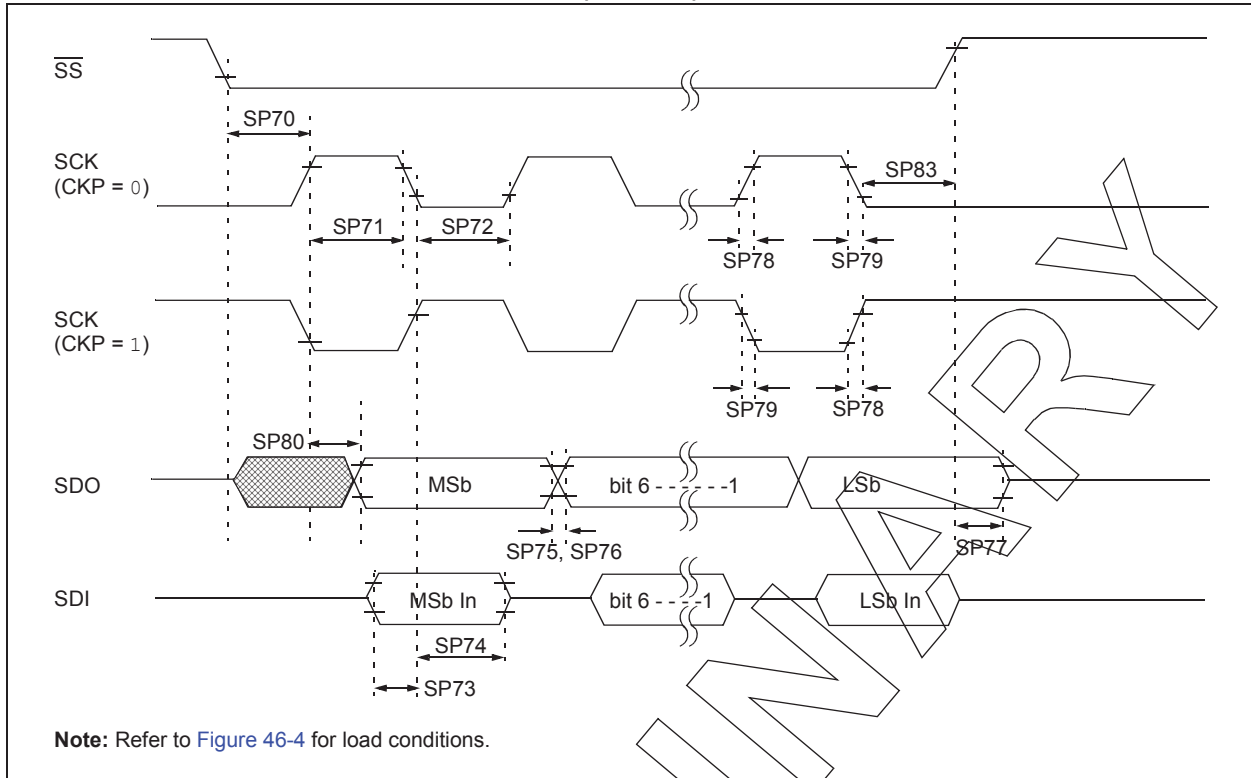 SS
SP70
SCK
(CKP = 0)
SP83
SP71
SP72
SP78
SP79
SCK
(CKP = 1)
SP79
SP78
SP80
SDO
MSb
bit 6 - - - - - - -1
LSb
SP75, SP76
SP77
SDI
MSb In
bit 6 - - - - -1
LSb In
SP74
SP73
Note: Refer to Figure 46-4 for load conditions.
INARY